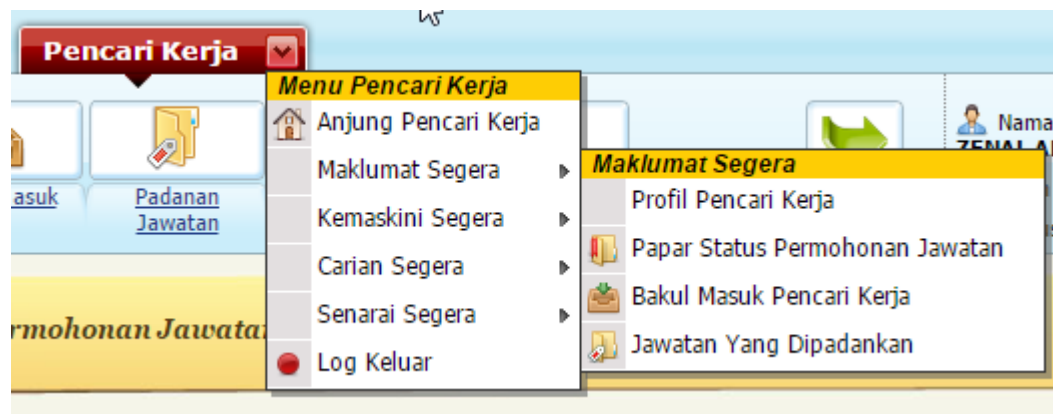 Pencari Kerja
Menu Pencari Kerja
Anjung Pencari Kerja
Nama
Maklumat Segera
Maklumat Segera
asuk
Padanan
Jawatan
Profil Pencari Kerja
Kemaskini Segera
Papar Status Permohonan Jawatan
Carian Segera
Bakul Masuk Pencari Kerja
Senarai Segera
rmohonan Jawata
Jawatan Yang Dipadankan
Log Keluar